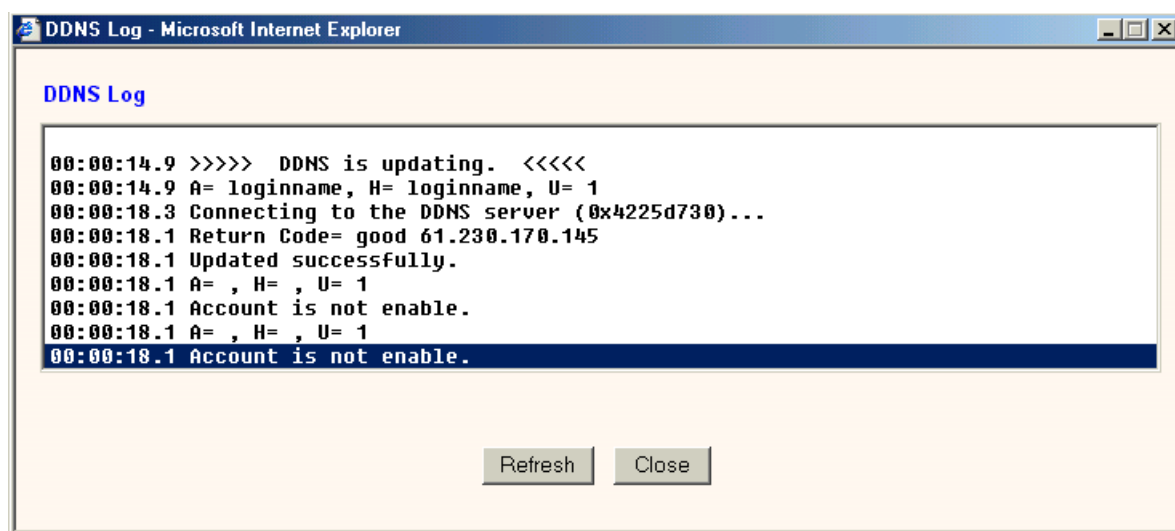 DDNS Log - Microsoft Internet Explorer
DDNS Log
00:00:14.9 >>>>>  DDNS is updating.  <<<<<
00:00:14.9 A= loginname, H= loginname, U= 1
00:00:18.3 Connecting to the DDNS server (0x4225d730)...
00:00:18.1 Return Code= good 61.230.170.145
00:00:18.1 Updated successfully.
00:00:18.1 A= , H= , U= 1
00:00:18.1 Account is not enable.
00:00:18.1 A= , H= , U= 1
00:00:18.1 Account is not enable.
Refresh Close